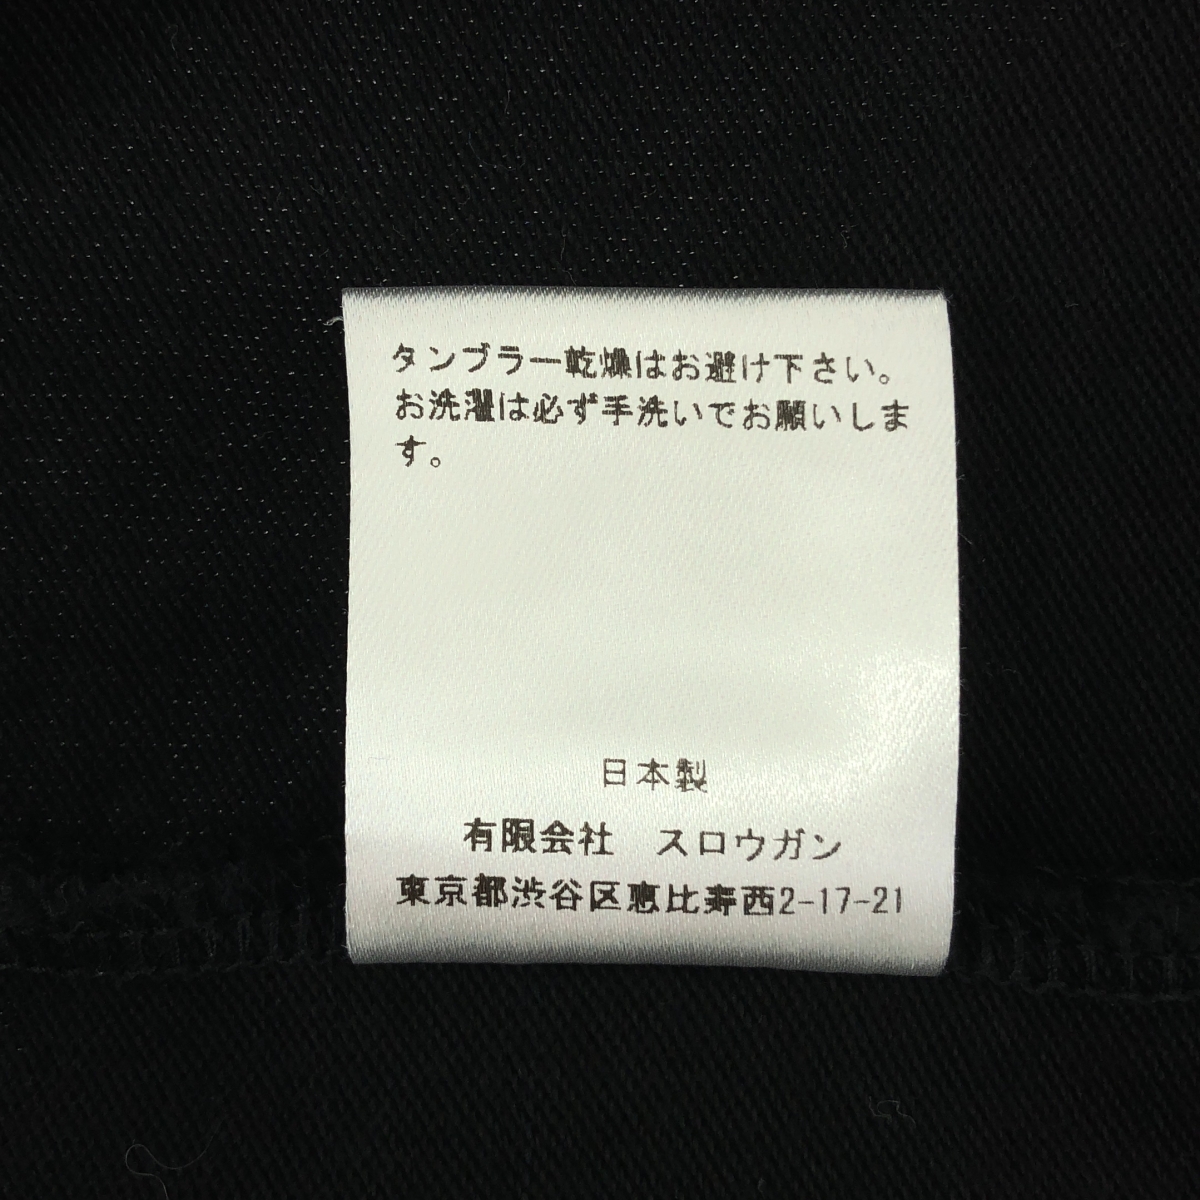 タンブラー乾燥はお避け下さい。
お洗濯は必ず手洗いでお願いしま
す。
日本製
有限会社　スロウガン
東京都渋谷区恵比寿西2-17-21